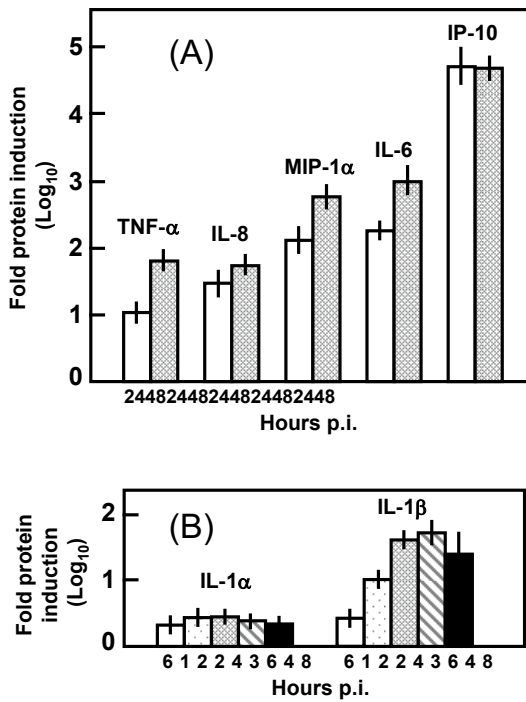 (A)
IP-10
IL-6
MIP-1α
IL-8
TNF-α
5
4
3
2
1
0
Fold protein induction
(Log10)
24482448244824482448
Hours p.i.
(B)
IL-1β
IL-1α
2
1
0
Fold protein
induction
(Log10)
6 1 2 2 4 3 6 4 8 6 1 2 2 4 3 6 4 8
Hours p.i.